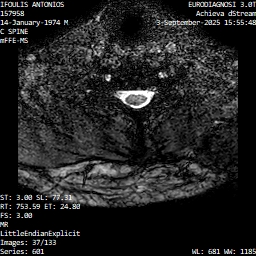 IFOULIS ANTONIOS
157958
14-January-1974 M
C SPINE
mFFE-MS
EURODIAGNOSI 3.0T
Achieva dStream
3-September-2025 15:55:48
ST: 3.00 SL: 77.31
RT: 753.59 ET: 24.80
FS: 3.00
MR
LittleEndianExplicit
Images: 37/133
Series: 601
WL: 681 WW: 1185